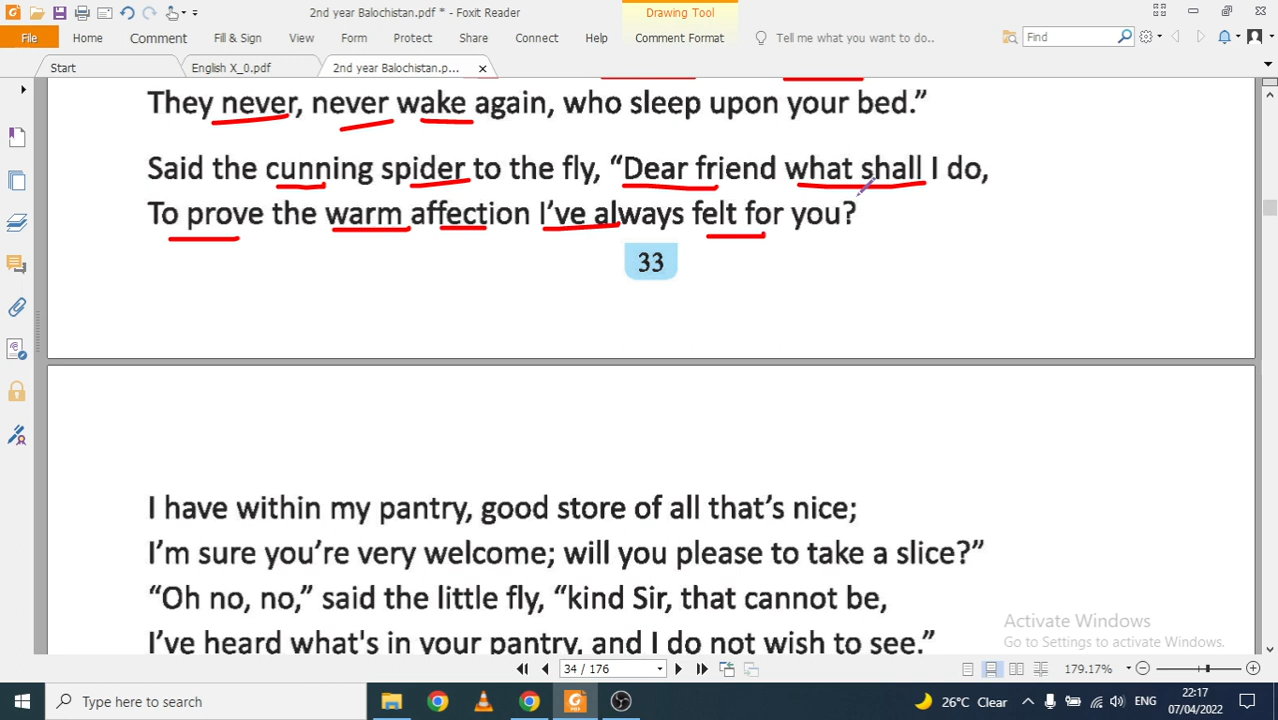 2nd year Balochistan.pdf * - Foxit Reader
Drawing Tool
File
Home
Comment
Fill & Sign
View
Form
Protect
Share
Connect
Help
Comment Format
Tell me what you want to do..
Find
Start
English X_0.pdf
2nd year Balochistan.p...
They never, never wake again, who sleep upon your bed.”
Said the cunning spider to the fly, “Dear friend what shall I do,
To prove the warm affection I’ve always felt for you?
33
I have within my pantry, good store of all that’s nice;
I’m sure you’re very welcome; will you please to take a slice?”
“Oh no, no,” said the little fly, “kind Sir, that cannot be,
I’ve heard what's in your pantry, and I do not wish to see.”
Activate Windows
Go to Settings to activate Windows.
34 / 176
179.17%
Type here to search
26°C Clear
ENG
22:17
07/04/2022